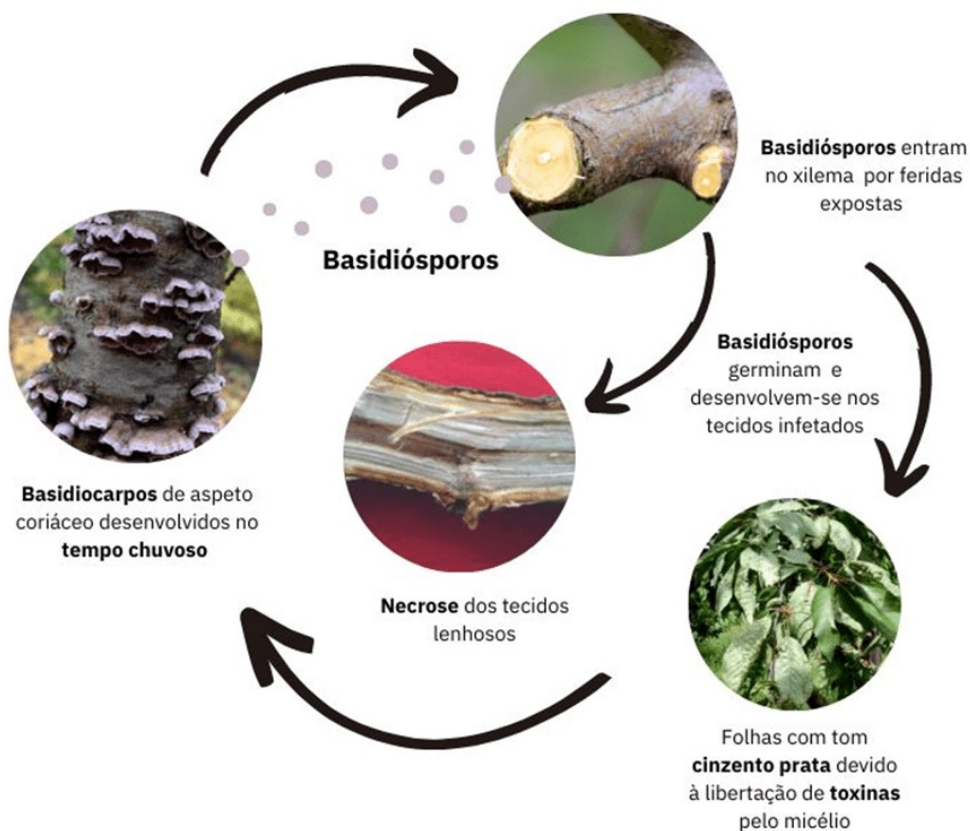 Basidiósporos entram
no xilema por feridas
expostas
Basidiósporos
Basidiósporos
germinam e
desenvolvem-se nos
tecidos infetados
Basidiocarpos de aspeto
coriáceo desenvolvidos no
tempo chuvoso
Necrose dos tecidos
lenhosos
Folhas com tom
cinzento prata devido
à libertação de toxinas
pelo micélio